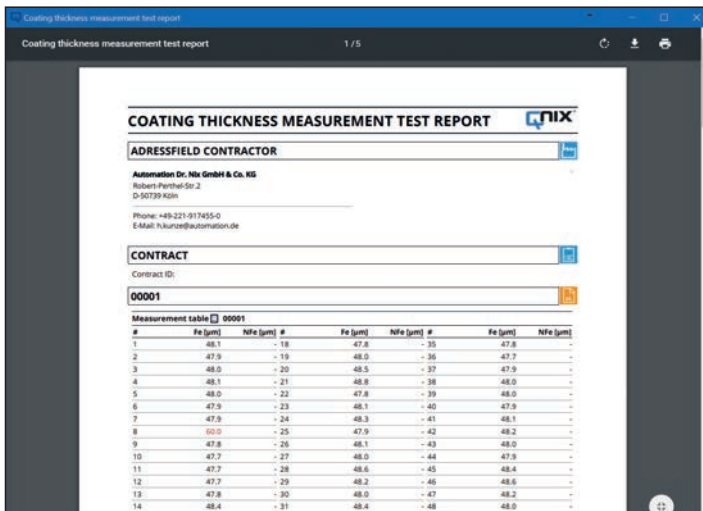 Coating thickness measurement test report
Coating thickness measurement test report 1/5
COATING THICKNESS MEASUREMENT TEST REPORT QNIX
ADRESSFIELD CONTRACTOR
Automation Dr. Nix GmbH & Co. KG
Robert-Perthel-Str.2
D-50739 Köln
Phone: +49-221-917455-0
E-Mail: h.kunze@automation.de
CONTRACT
Contract ID:
00001
Measurement table 00001
# Fe [µm] NFe [µm] # Fe [µm] NFe [µm] # Fe [µm] NFe [µm]
1 48.1 - 18 47.8 - 35 47.8 -
2 47.9 - 19 48.0 - 36 47.7 -
3 48.0 - 20 48.5 - 37 47.9 -
4 48.1 - 21 48.8 - 38 48.0 -
5 48.0 - 22 47.8 - 39 48.0 -
6 47.9 - 23 48.1 - 40 47.9 -
7 47.9 - 24 48.3 - 41 48.1 -
8 60.0 - 25 47.9 - 42 48.2 -
9 47.8 - 26 48.1 - 43 48.0 -
10 47.7 - 27 48.0 - 44 47.9 -
11 47.7 - 28 48.6 - 45 48.4 -
12 47.7 - 29 48.2 - 46 48.6 -
13 47.8 - 30 48.0 - 47 48.2 -
14 48.4 - 31 48.4 - 48 48.0 -